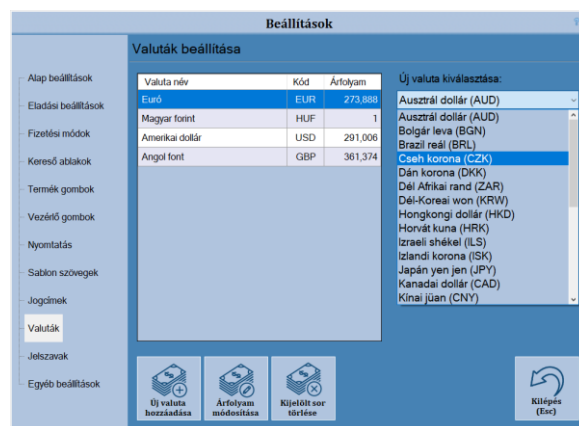 Beállítások
Valuták beállítása
Alap beállítások
Eladási beállítások
Fizetési módok
Kereső ablakok
Termék gombok
Vezérlő gombok
Nyomtatás
Sablon szövegek
Jogcímek
Valuták
Jelszavak
Egyéb beállítások
Valuta név Kód Árfolyam
Euró EUR 273,888
Magyar forint HUF 1
Amerikai dollár USD 291,006
Angol font GBP 361,374
Új valuta kiválasztása:
Ausztrál dollár (AUD)
Ausztrál dollár (AUD)
Bolgár leva (BGN)
Brazil reál (BRL)
Cseh korona (CZK)
Dán korona (DKK)
Dél Afrikai rand (ZAR)
Dél-Koreai won (KRW)
Hongkongi dollár (HKD)
Horvát kuna (HRK)
Izraeli shékel (ILS)
Izlandi korona (ISK)
Japán yen jen (JPY)
Kanadai dollár (CAD)
Kínai jüan (CNY)
Új valuta
hozzáadása
Árfolyam
módosítása
Kijelölt sor
törlése
Kilépés
(Esc)